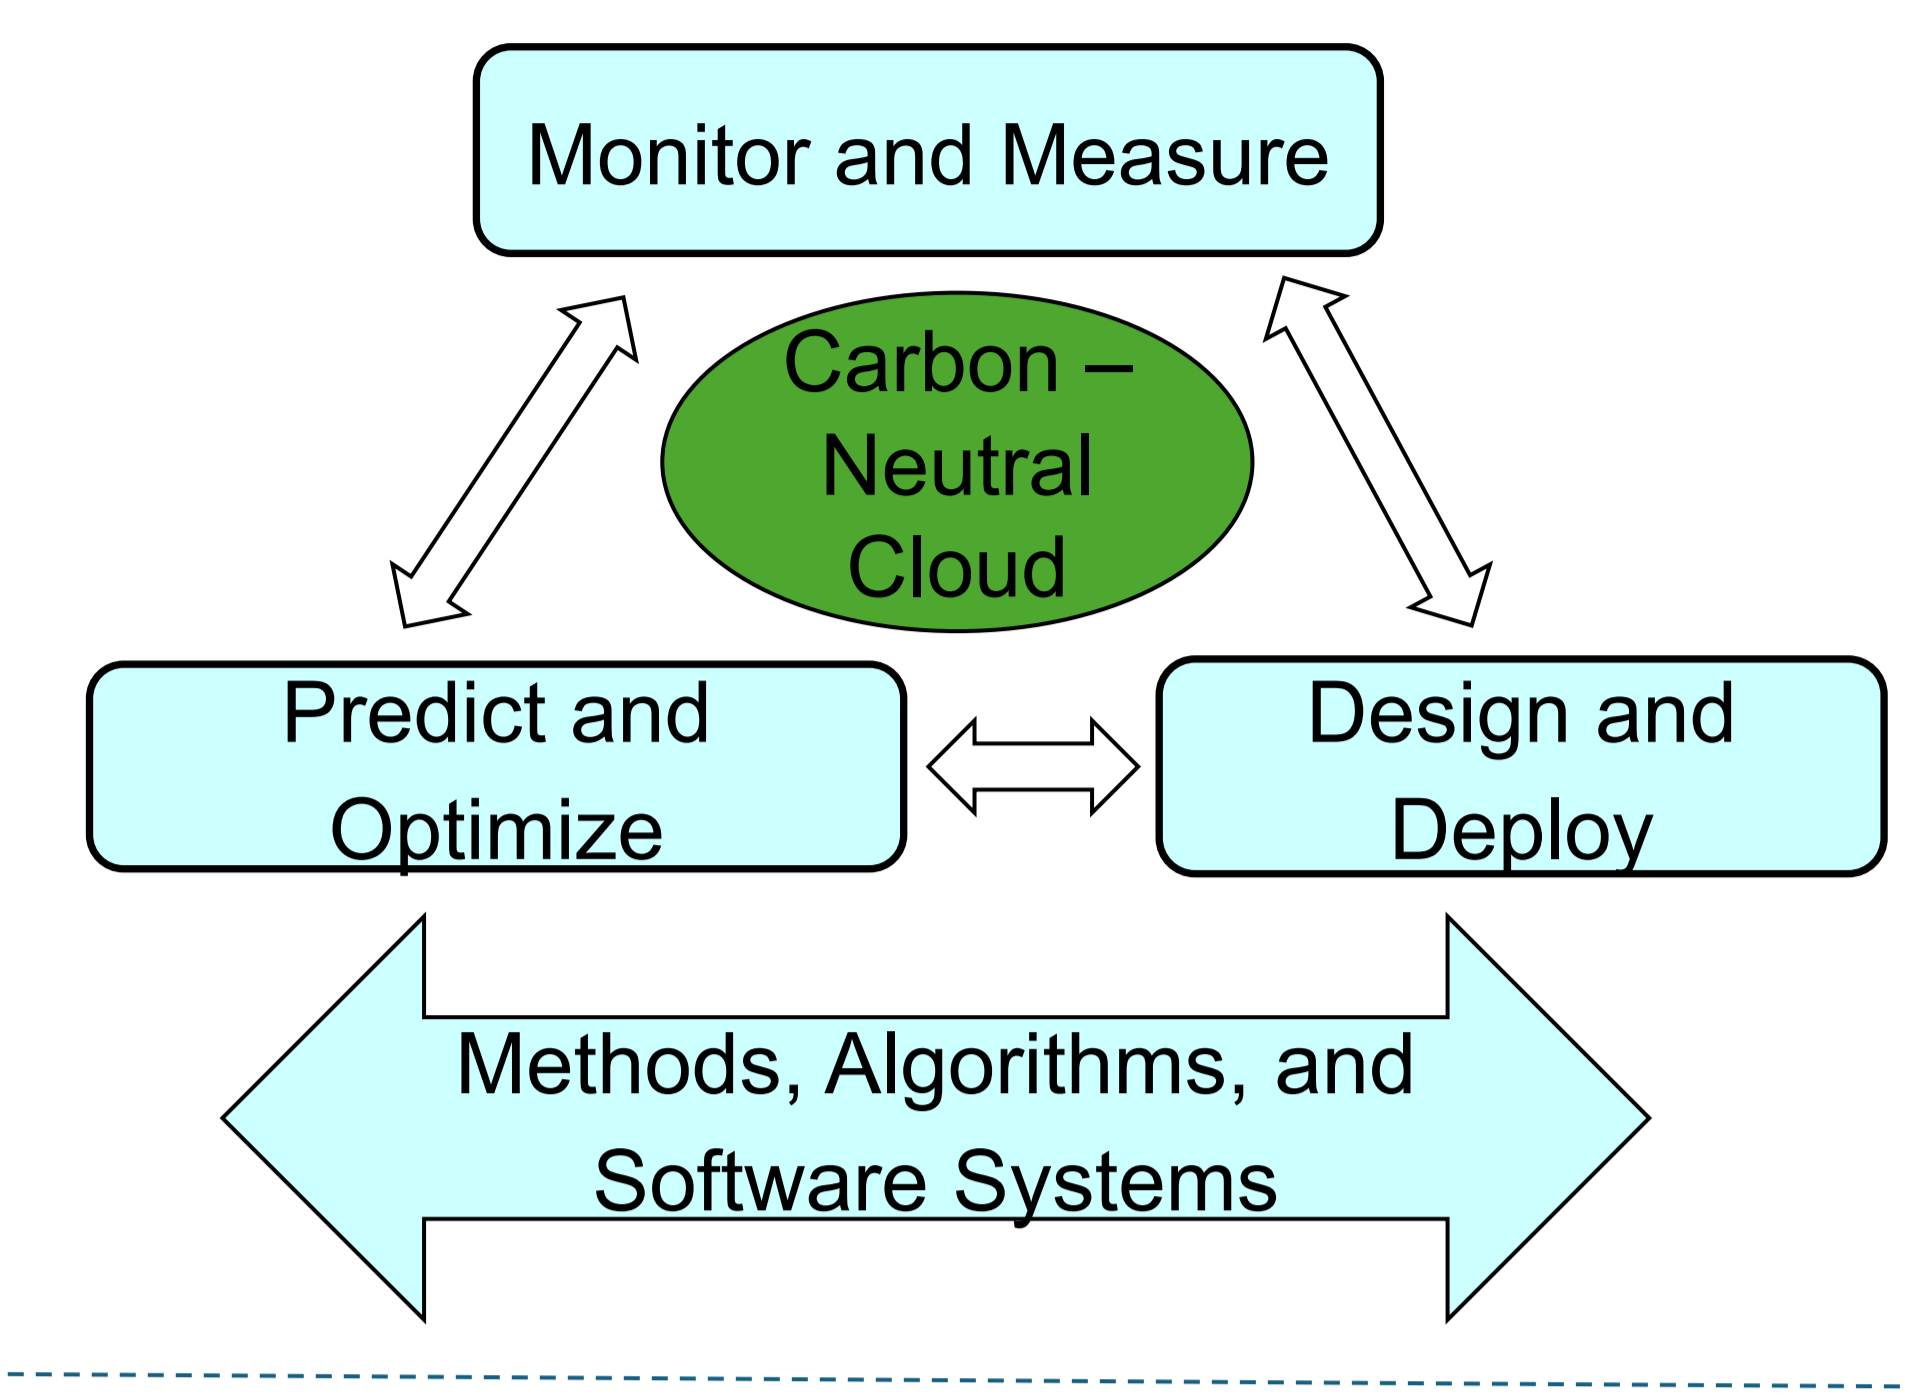 Monitor and Measure
Carbon –
Neutral
Cloud
Predict and
Optimize
Design and
Deploy
Methods, Algorithms, and
Software Systems